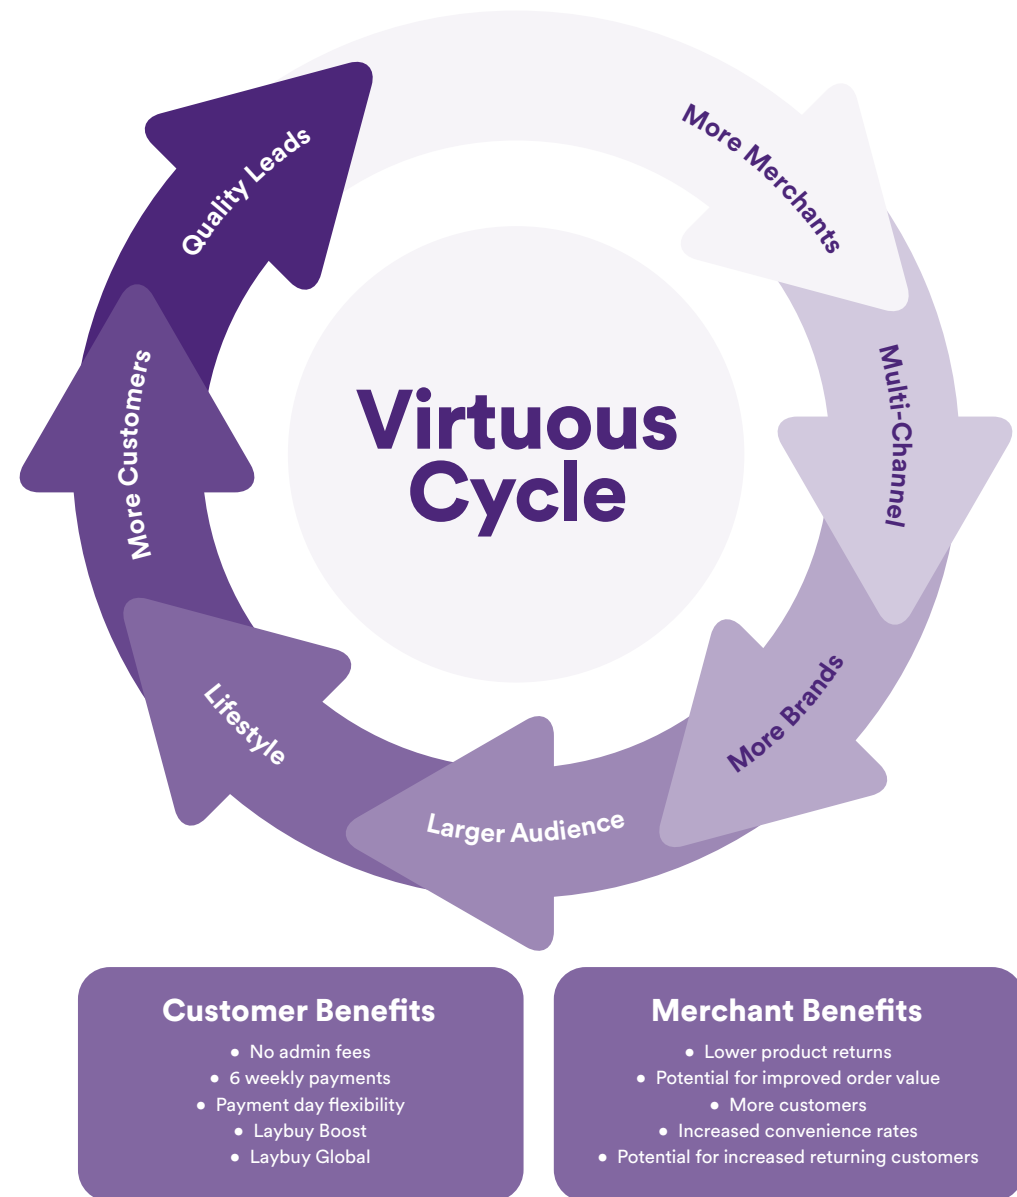 More Merchants
Multi-Channel
More Brands
Larger Audience
Lifestyle
More Customers
Quality Leads
Virtuous
Cycle
Customer Benefits
• No admin fees
• 6 weekly payments
• Payment day flexibility
• Laybuy Boost
• Laybuy Global
Merchant Benefits
• Lower product returns
• Potential for improved order value
• More customers
• Increased convenience rates
• Potential for increased returning customers